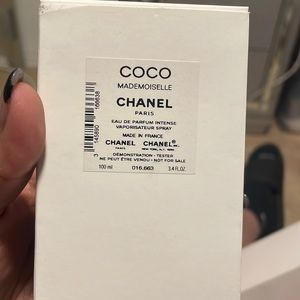 COCO
MADEMOISELLE
CHANEL
PARIS
EAU DE PARFUM INTENSE
VAPORISATEUR SPRAY
MADE IN FRANCE
CHANEL CHANEL®
PARIS NEW YORK, N.Y.
DÉMONSTRATION - TESTER
NE PEUT ÊTRE VENDU - NOT FOR SALE
100 ml 016.663 3.4 FL.OZ.